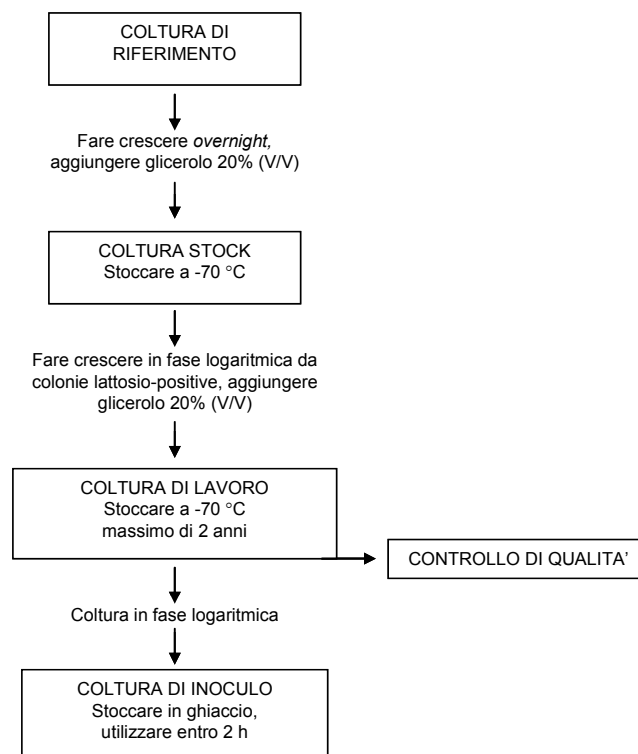 COLTURA DI
RIFERIMENTO
Fare crescere overnight,
aggiungere glicerolo 20% (V/V)
COLTURA STOCK
Stoccare a -70 °C
Fare crescere in fase logaritmica da
colonie lattosio-positive, aggiungere
glicerolo 20% (V/V)
COLTURA DI LAVORO
Stoccare a -70 °C
massimo di 2 anni
CONTROLLO DI QUALITA’
Coltura in fase logaritmica
COLTURA DI INOCULO
Stoccare in ghiaccio,
utilizzare entro 2 h